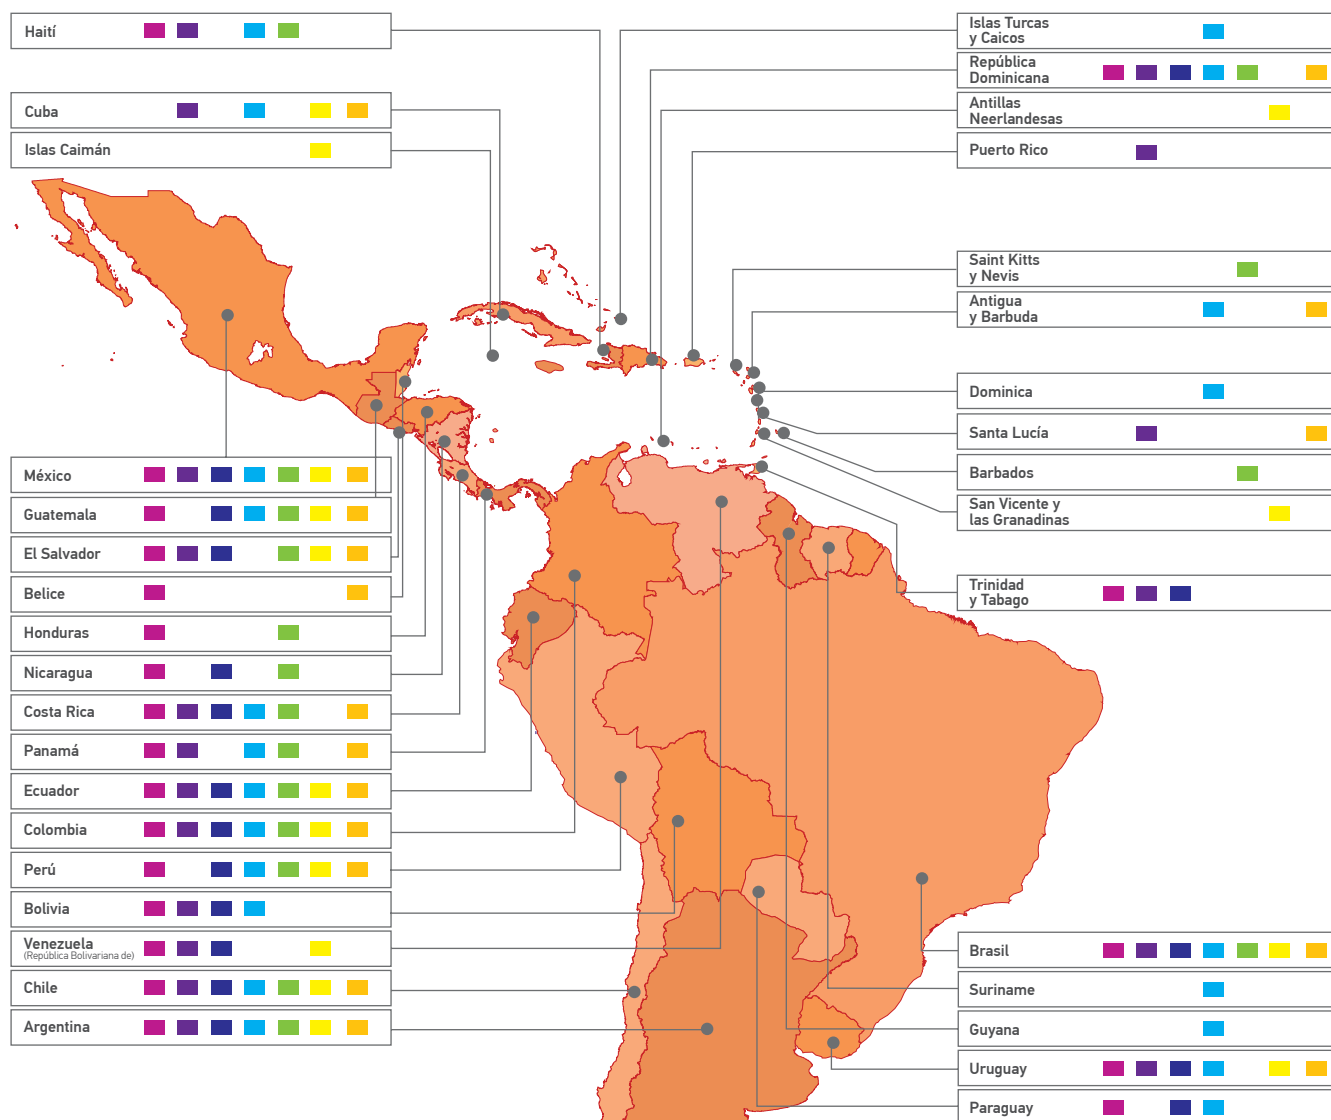 Haití
Cuba
Islas Caimán
México
Guatemala
El Salvador
Belice
Honduras
Nicaragua
Costa Rica
Panamá
Ecuador
Colombia
Perú
Bolivia
Venezuela
(República Bolivariana de)
Chile
Argentina
Islas Turcas
y Caicos
República
Dominicana
Antillas
Neerlandesas
Puerto Rico
Saint Kitts
y Nevis
Antigua
y Barbuda
Dominica
Santa Lucía
Barbados
San Vicente y
las Granadinas
Trinidad
y Tabago
Brasil
Suriname
Guyana
Uruguay
Paraguay